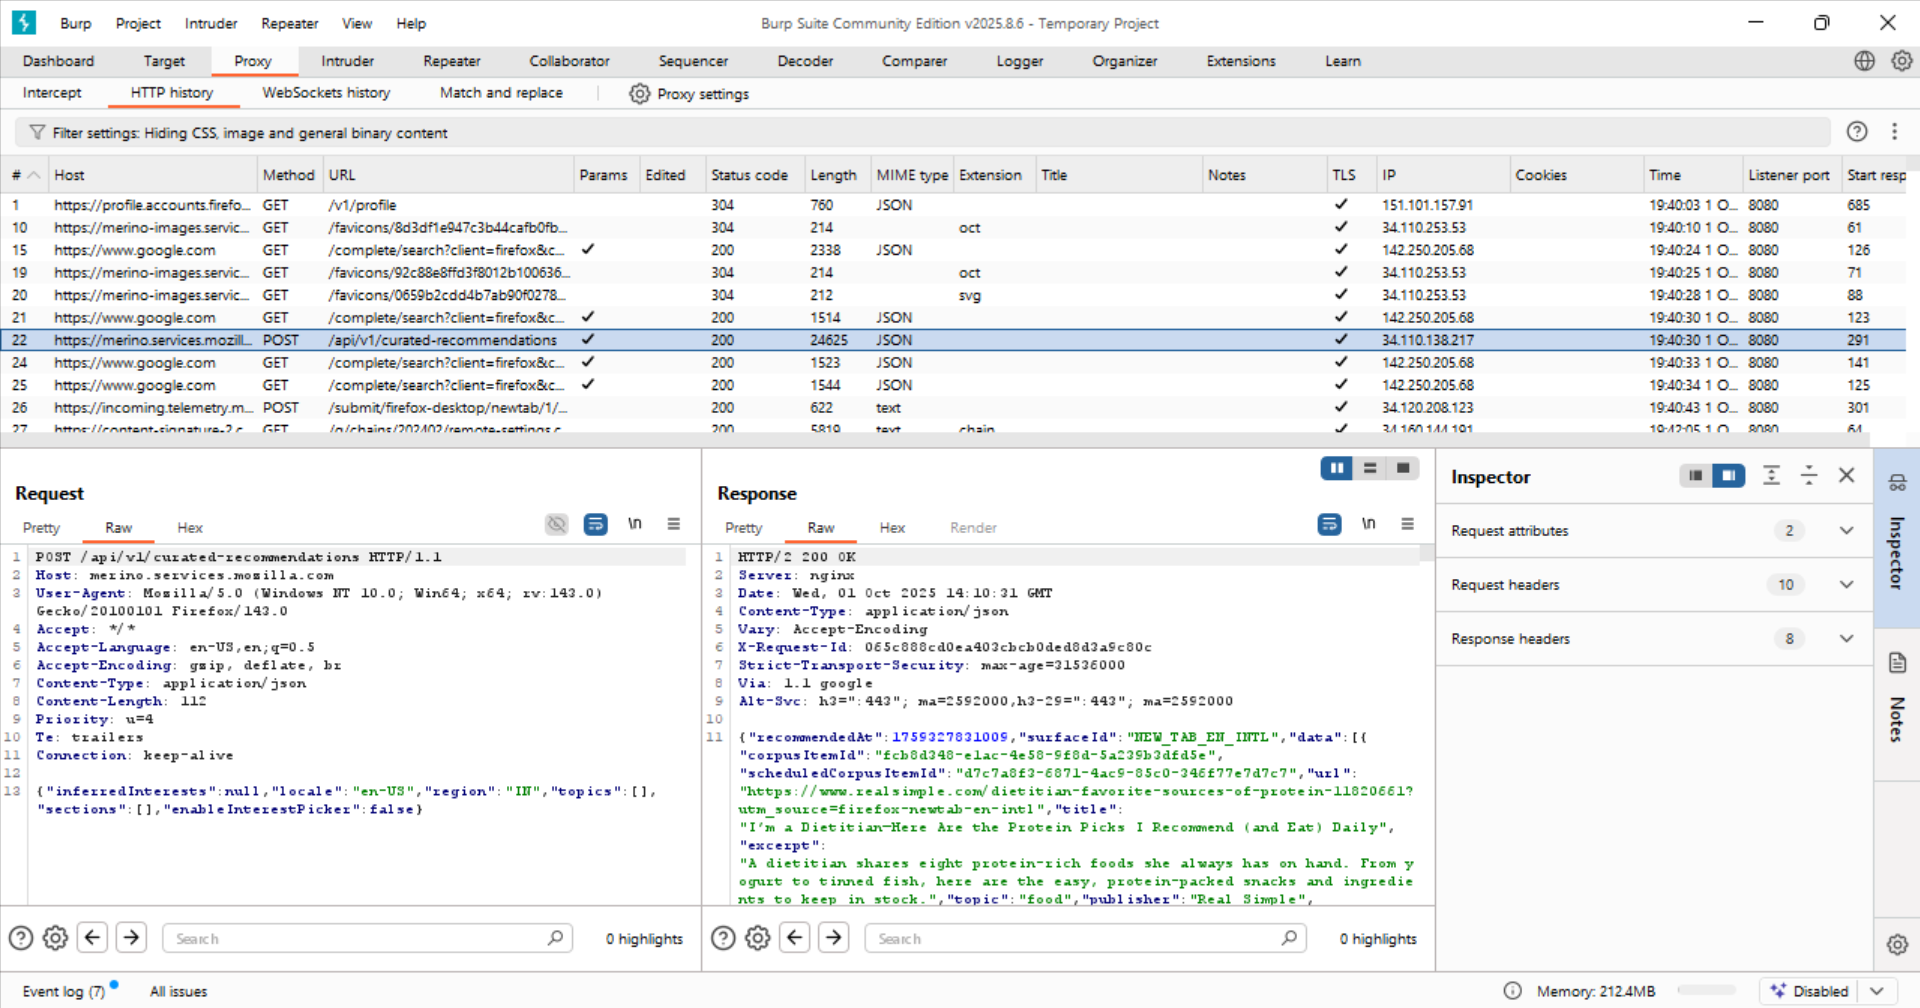 Burp Project Intruder Repeater View Help Burp Suite Community Edition v2025.8.6 - Temporary Project
Dashboard Target Proxy Intruder Repeater Collaborator Sequencer Decoder Comparer Logger Organizer Extensions Learn
Intercept HTTP history WebSockets history Match and replace Proxy settings
Filter settings: Hiding CSS, image and general binary content
# Host Method URL Params Edited Status code Length MIME type Extension Title Notes TLS IP Cookies Time Listener port Start resp
1 https://profile.accounts.firefo... GET /v1/profile 304 760 JSON ✓ 151.101.157.91 19:40:03 1 O... 8080 685
10 https://merino-images.servic... GET /favicons/8d3df1e947c3b44cafb0fb... 304 214 oct ✓ 34.110.253.53 19:40:10 1 O... 8080 61
15 https://www.google.com GET /complete/search?client=firefox&c... ✓ 200 2338 JSON ✓ 142.250.205.68 19:40:24 1 O... 8080 126
19 https://merino-images.servic... GET /favicons/92c88e8ffd3f8012b100636... 304 214 oct ✓ 34.110.253.53 19:40:25 1 O... 8080 71
20 https://merino-images.servic... GET /favicons/0659b2cdd4b7ab90f0278... 304 212 svg ✓ 34.110.253.53 19:40:28 1 O... 8080 88
21 https://www.google.com GET /complete/search?client=firefox&c... ✓ 200 1514 JSON ✓ 142.250.205.68 19:40:30 1 O... 8080 123
22 https://merino.services.mozill... POST /api/v1/curated-recommendations ✓ 200 24625 JSON ✓ 34.110.138.217 19:40:30 1 O... 8080 291
24 https://www.google.com GET /complete/search?client=firefox&c... ✓ 200 1523 JSON ✓ 142.250.205.68 19:40:33 1 O... 8080 141
25 https://www.google.com GET /complete/search?client=firefox&c... ✓ 200 1544 JSON ✓ 142.250.205.68 19:40:34 1 O... 8080 125
26 https://incoming.telemetry.m... POST /submit/firefox-desktop/newtab/1/... 200 622 text ✓ 34.120.208.123 19:40:43 1 O... 8080 301
27 https://content-signature-2.c... GET /g/chains/202402/remote-settings.c... 200 5819 text chain ✓ 34.160.144.191 19:42:05 1 O... 8080 64
Request
Pretty Raw Hex \n
1 POST /api/v1/curated-recommendations HTTP/1.1
2 Host: merino.services.mozilla.com
3 User-Agent: Mozilla/5.0 (Windows NT 10.0; Win64; x64; rv:143.0)
Gecko/20100101 Firefox/143.0
4 Accept: */*
5 Accept-Language: en-US,en;q=0.5
6 Accept-Encoding: gzip, deflate, br
7 Content-Type: application/json
8 Content-Length: 112
9 Priority: u=4
10 Te: trailers
11 Connection: keep-alive
12
13 {"inferredInterests":null,"locale":"en-US","region":"IN","topics":[],
"sections":[],"enableInterestPicker":false}
Search 0 highlights
Response
Pretty Raw Hex Render \n
1 HTTP/2 200 OK
2 Server: nginx
3 Date: Wed, 01 Oct 2025 14:10:31 GMT
4 Content-Type: application/json
5 Vary: Accept-Encoding
6 X-Request-Id: 065c888cd0ea403cbcb0ded8d3a9c80c
7 Strict-Transport-Security: max-age=31536000
8 Via: 1.1 google
9 Alt-Svc: h3=":443"; ma=2592000,h3-29=":443"; ma=2592000
10
11 {"recommendedAt":1759327831009,"surfaceId":"NEW_TAB_EN_INTL","data":[{
"corpusItemId":"fcb8d348-e1ac-4e58-9f8d-5a239b3dfd5e",
"scheduledCorpusItemId":"d7c7a8f3-6871-4ac9-85c0-346f77e7d7c7","url":
"https://www.realsimple.com/dietitian-favorite-sources-of-protein-11820661?
utm_source=firefox-newtab-en-intl","title":
"I'm a Dietitian—Here Are the Protein Picks I Recommend (and Eat) Daily",
"excerpt":
"A dietitian shares eight protein-rich foods she always has on hand. From y
ogurt to tinned fish, here are the easy, protein-packed snacks and ingredie
nts to keep in stock.","topic":"food","publisher":"Real Simple",
Search 0 highlights
Inspector
Request attributes 2
Request headers 10
Response headers 8
Inspector
Notes
Event log (7) All issues Memory: 212.4MB Disabled